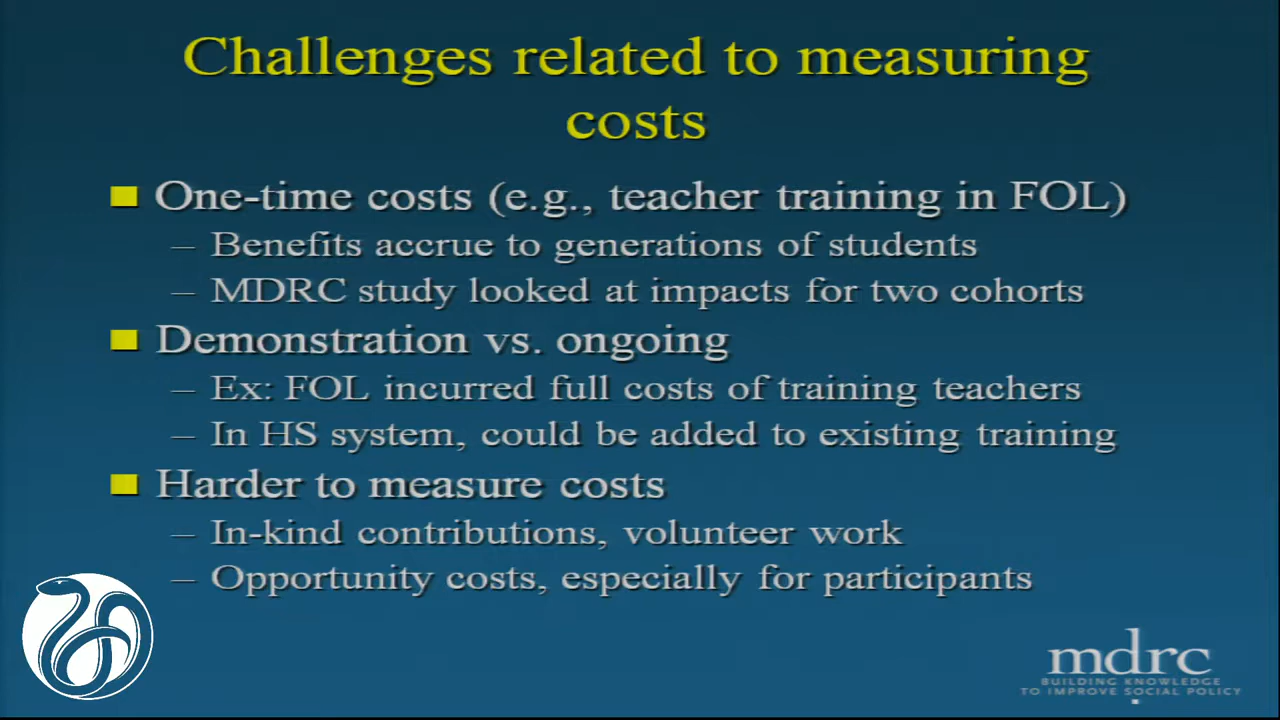 Challenges related to measuring
costs
One-time costs (e.g., teacher training in FOL)
– Benefits accrue to generations of students
– MDRC study looked at impacts for two cohorts
Demonstration vs. ongoing
– Ex: FOL incurred full costs of training teachers
– In HS system, could be added to existing training
Harder to measure costs
– In-kind contributions, volunteer work
– Opportunity costs, especially for participants
mdrc
BUILDING KNOWLEDGE
TO IMPROVE SOCIAL POLICY